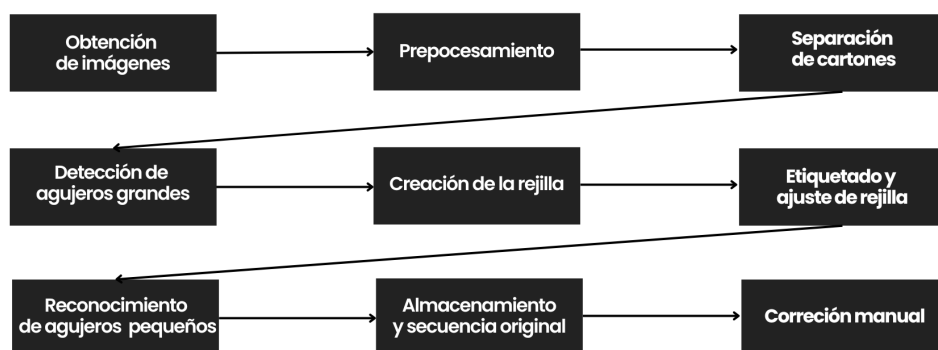 Obtención
de imágenes
Prepocesamiento
Separación
de cartones
Detección de
agujeros grandes
Creación de la rejilla
Etiquetado y
ajuste de rejilla
Reconocimiento
de agujeros pequeños
Almacenamiento
y secuencia original
Correción manual